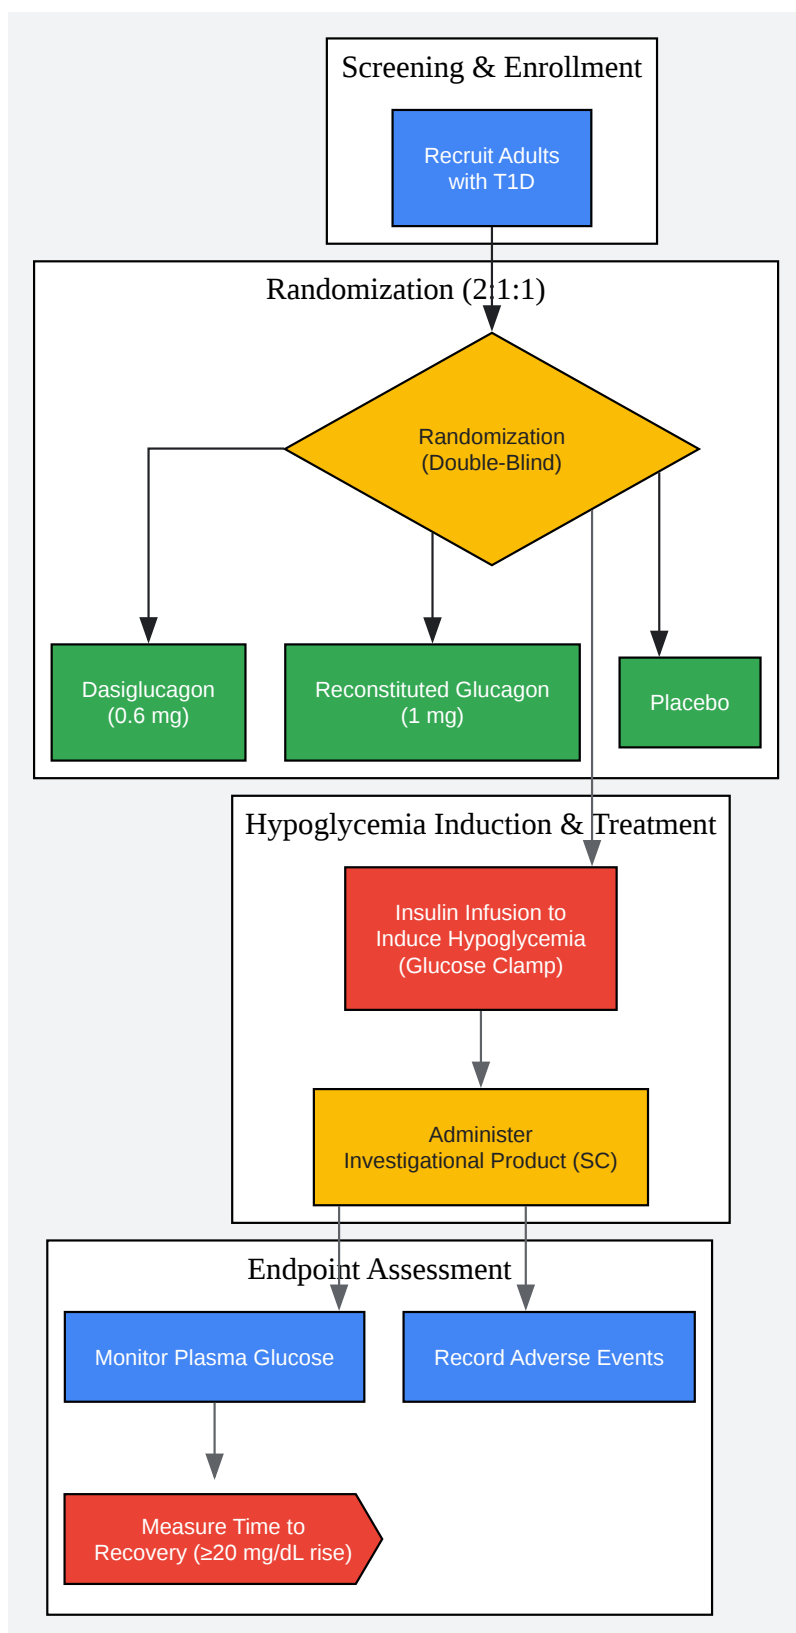 Screening & Enrollment
Recruit Adults
with T1D
Randomization (2:1:1)
Randomization
(Double-Blind)
Dasiglucagon
(0.6 mg)
Reconstituted Glucagon
(1 mg)
Placebo
Hypoglycemia Induction & Treatment
Insulin Infusion to
Induce Hypoglycemia
(Glucose Clamp)
Administer
Investigational Product (SC)
Endpoint Assessment
Monitor Plasma Glucose
Record Adverse Events
Measure Time to
Recovery (≥20 mg/dL rise)